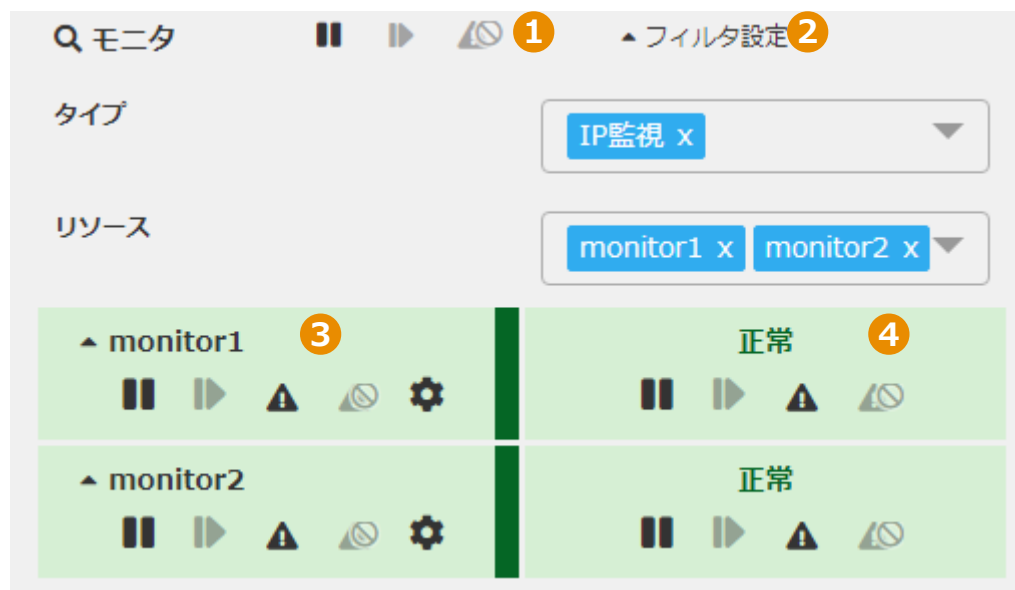 モニタ 1 フィルタ設定 2
タイプ
IP監視 x
リソース
monitor1 x monitor2 x
monitor1 3 正常 4
monitor2 正常